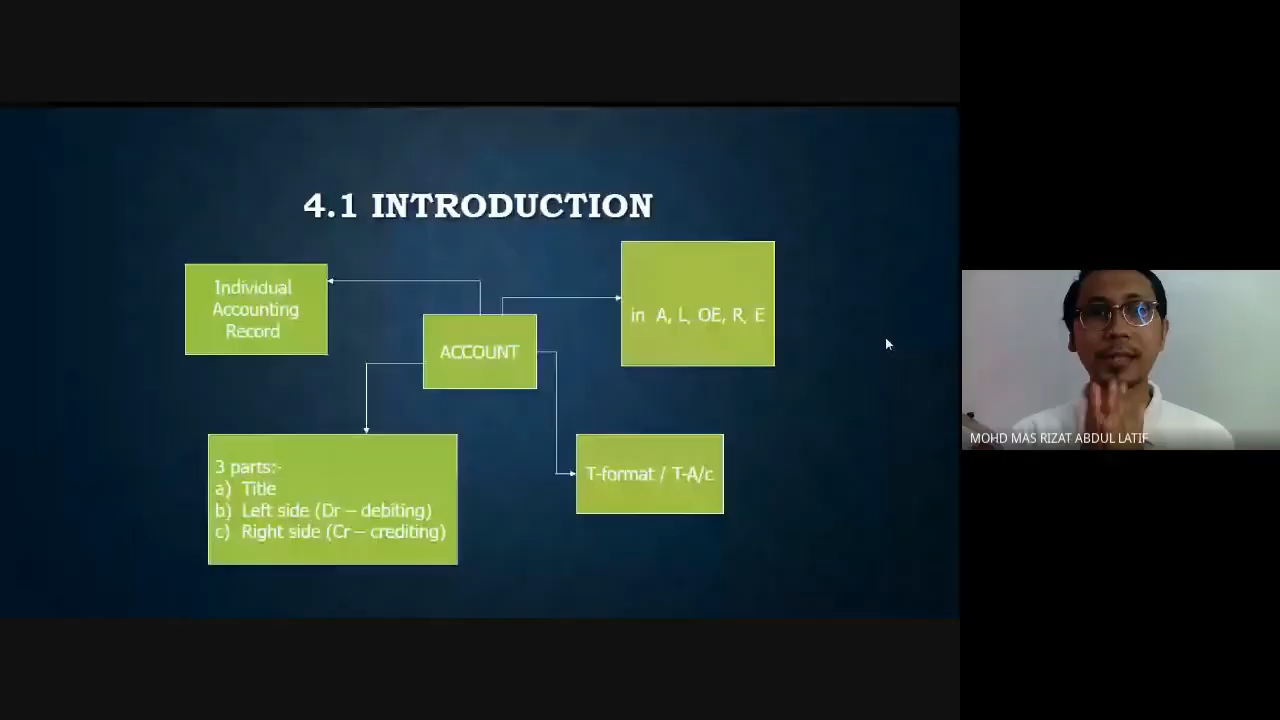 4.1 INTRODUCTION
Individual
Accounting
Record
in A, L, OE, R, E
ACCOUNT
3 parts:-
a) Title
b) Left side (Dr – debiting)
c) Right side (Cr – crediting)
T-format / T-A/c
MOHD MAS RIZAT ABDUL LATIF